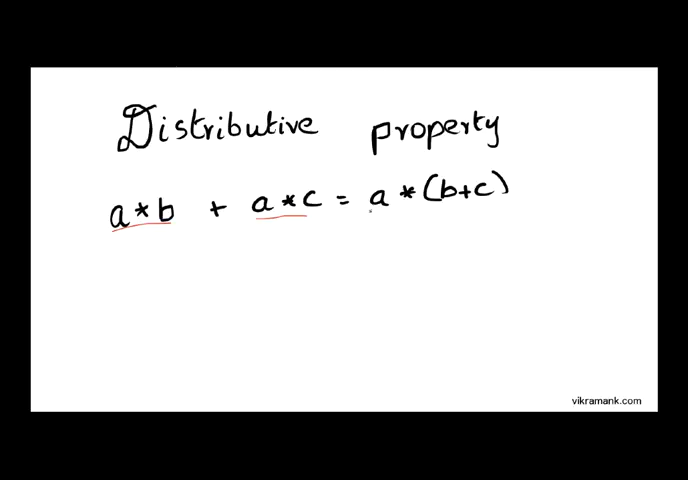 Distributive property
a * b + a * c = a * (b+c)
vikramank.com